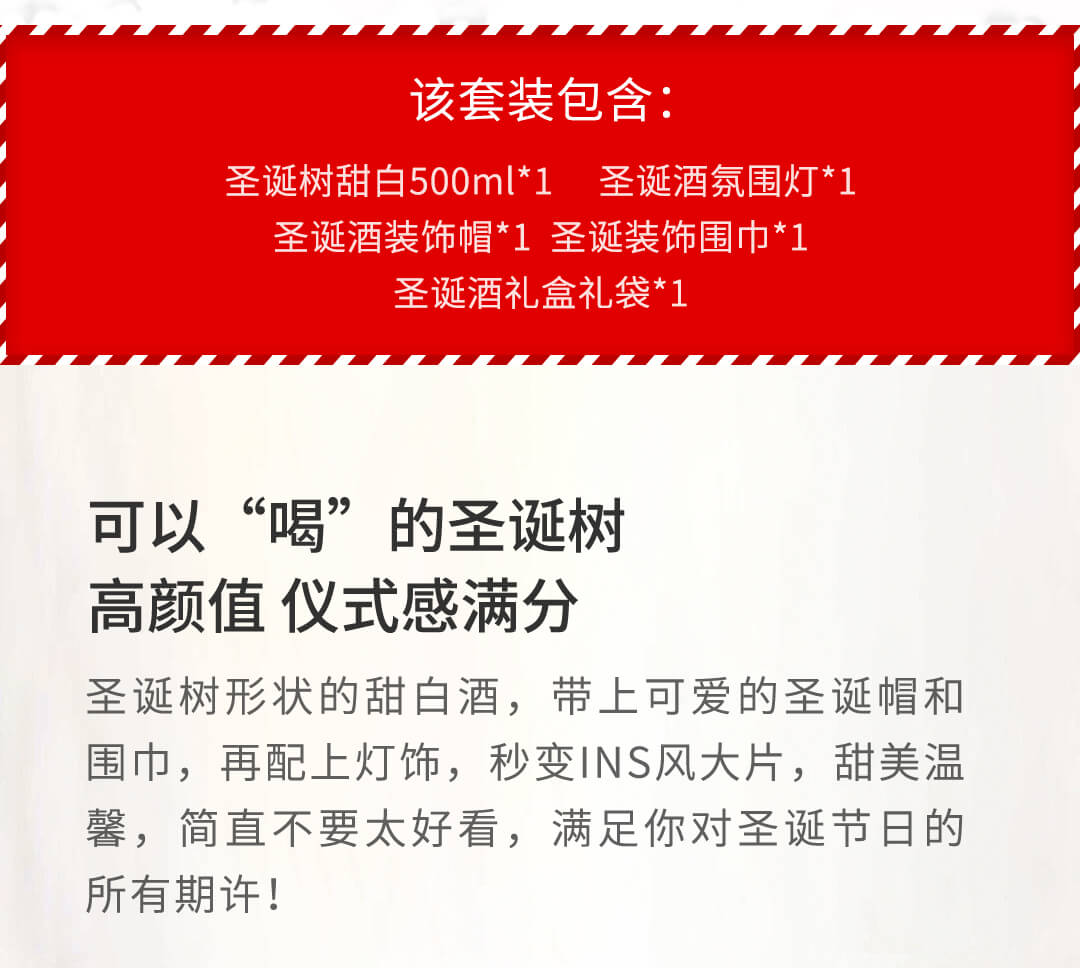 该套装包含：
圣诞树甜白500ml*1 圣诞酒氛围灯*1
圣诞酒装饰帽*1 圣诞装饰围巾*1
圣诞酒礼盒礼袋*1
可以“喝”的圣诞树
高颜值 仪式感满分
圣诞树形状的甜白酒，带上可爱的圣诞帽和
围巾，再配上灯饰，秒变INS风大片，甜美温
馨，简直不要太好看，满足你对圣诞节日的
所有期许！